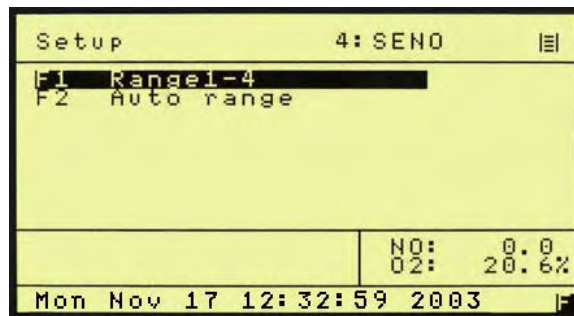 Setup 4: SENO
F1 Range1-4
F2 Auto range
NO: 0.0
O2: 20.6%
Mon Nov 17 12:32:59 2003 F